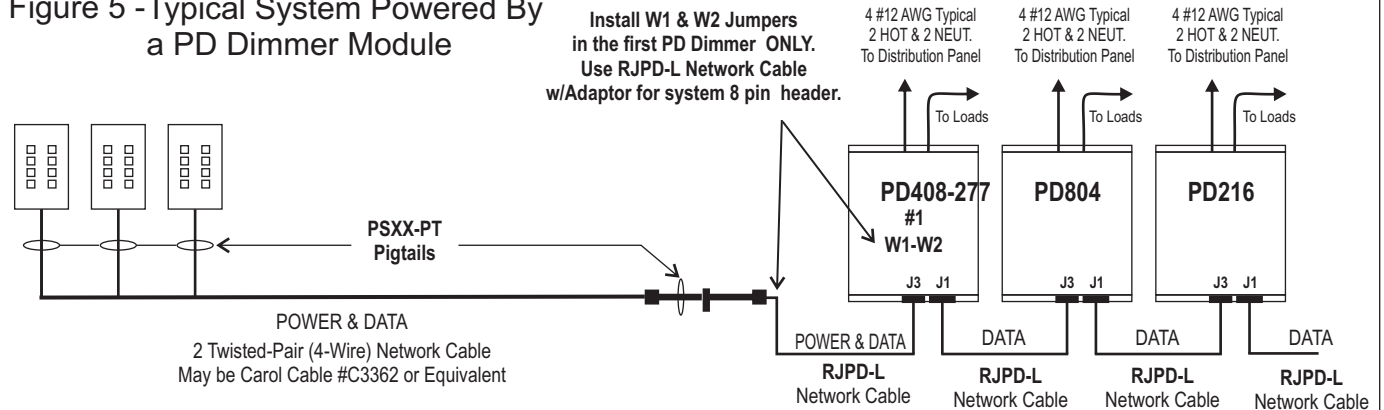 Figure 5 -Typical System Powered By
a PD Dimmer Module
Install W1 & W2 Jumpers
in the first PD Dimmer ONLY.
Use RJPD-L Network Cable
w/Adaptor for system 8 pin header.
4 #12 AWG Typical
2 HOT & 2 NEUT.
To Distribution Panel
4 #12 AWG Typical
2 HOT & 2 NEUT.
To Distribution Panel
4 #12 AWG Typical
2 HOT & 2 NEUT.
To Distribution Panel
To Loads
To Loads
To Loads
PD408-277
#1
W1-W2
J3 J1
PD804
J3 J1
PD216
J3 J1
PSXX-PT
Pigtails
POWER & DATA
2 Twisted-Pair (4-Wire) Network Cable
May be Carol Cable #C3362 or Equivalent
POWER & DATA
RJPD-L
Network Cable
DATA
RJPD-L
Network Cable
DATA
RJPD-L
Network Cable
DATA
RJPD-L
Network Cable